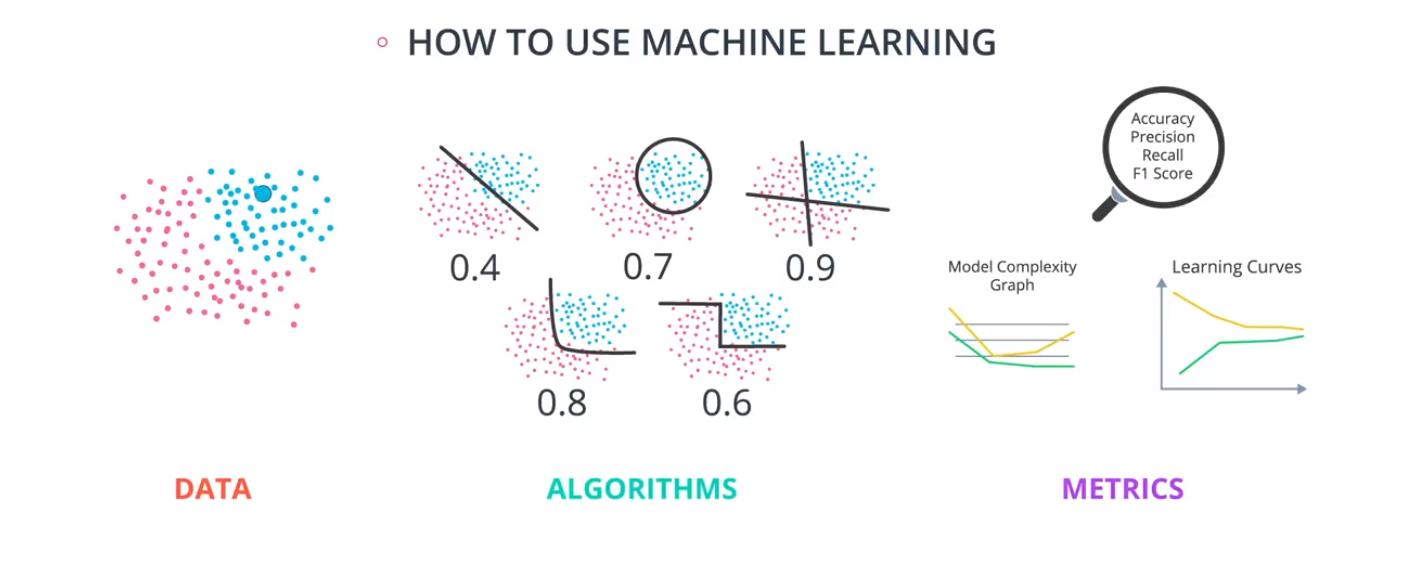 HOW TO USE MACHINE LEARNING
0.4
0.7
0.9
0.8
0.6
Accuracy
Precision
Recall
F1 Score
Model Complexity
Graph
Learning Curves
DATA
ALGORITHMS
METRICS